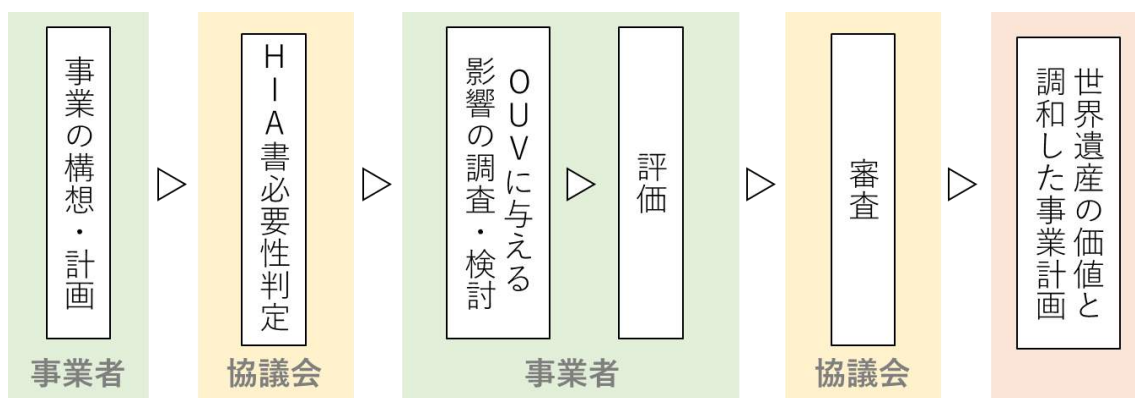 事業の構想・計画
事業者
HIA書必要性判定
協議会
OUVに与える
影響の調査・検討
評価
事業者
審査
協議会
世界遺産の価値と
調和した事業計画